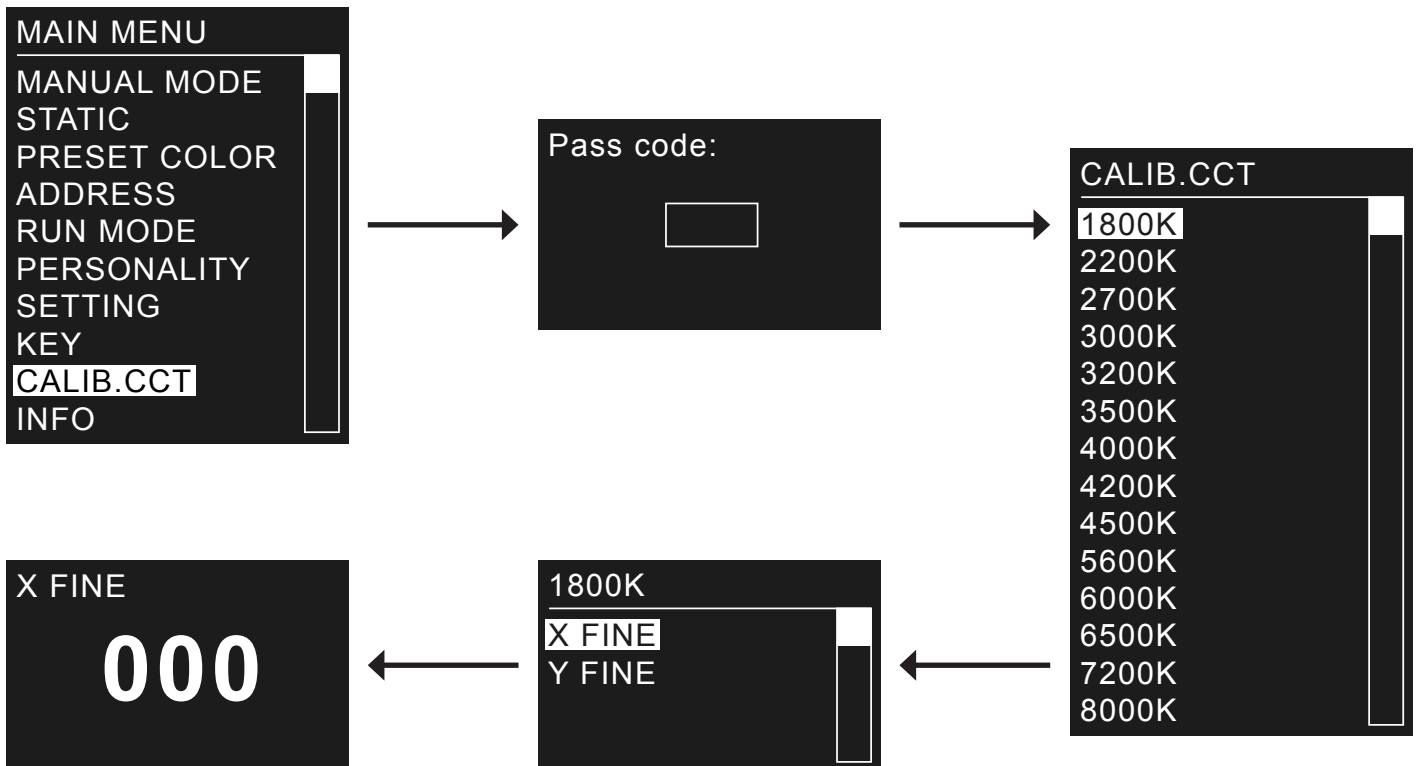 MAIN MENU
MANUAL MODE
STATIC
PRESET COLOR
ADDRESS
RUN MODE
PERSONALITY
SETTING
KEY
CALIB.CCT
INFO
Pass code:
CALIB.CCT
1800K
2200K
2700K
3000K
3200K
3500K
4000K
4200K
4500K
5600K
6000K
6500K
7200K
8000K
1800K
X FINE
Y FINE
X FINE
000